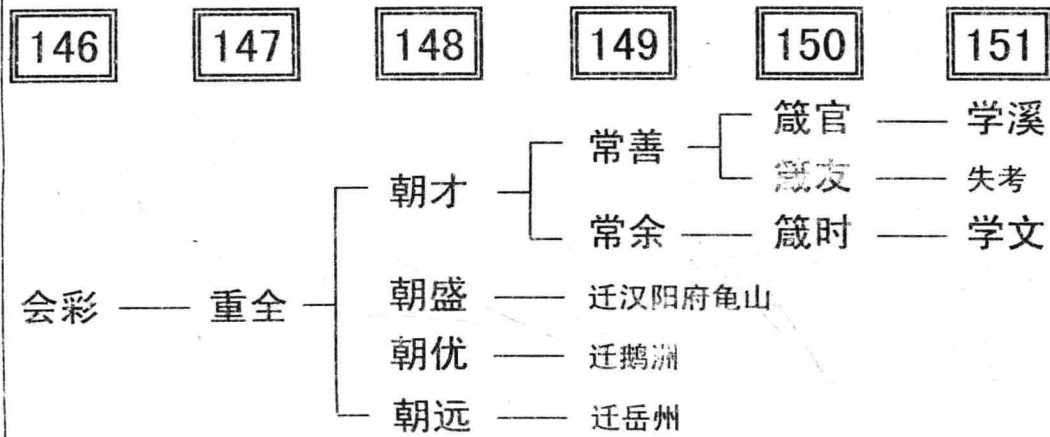 146 147 148 149 150 151
箴官 学溪
常善
箴友 失考
朝才
常余 箴时 学文
会彩 重全
朝盛 迁汉阳府龟山
朝优 迁鹅洲
朝远 迁岳州